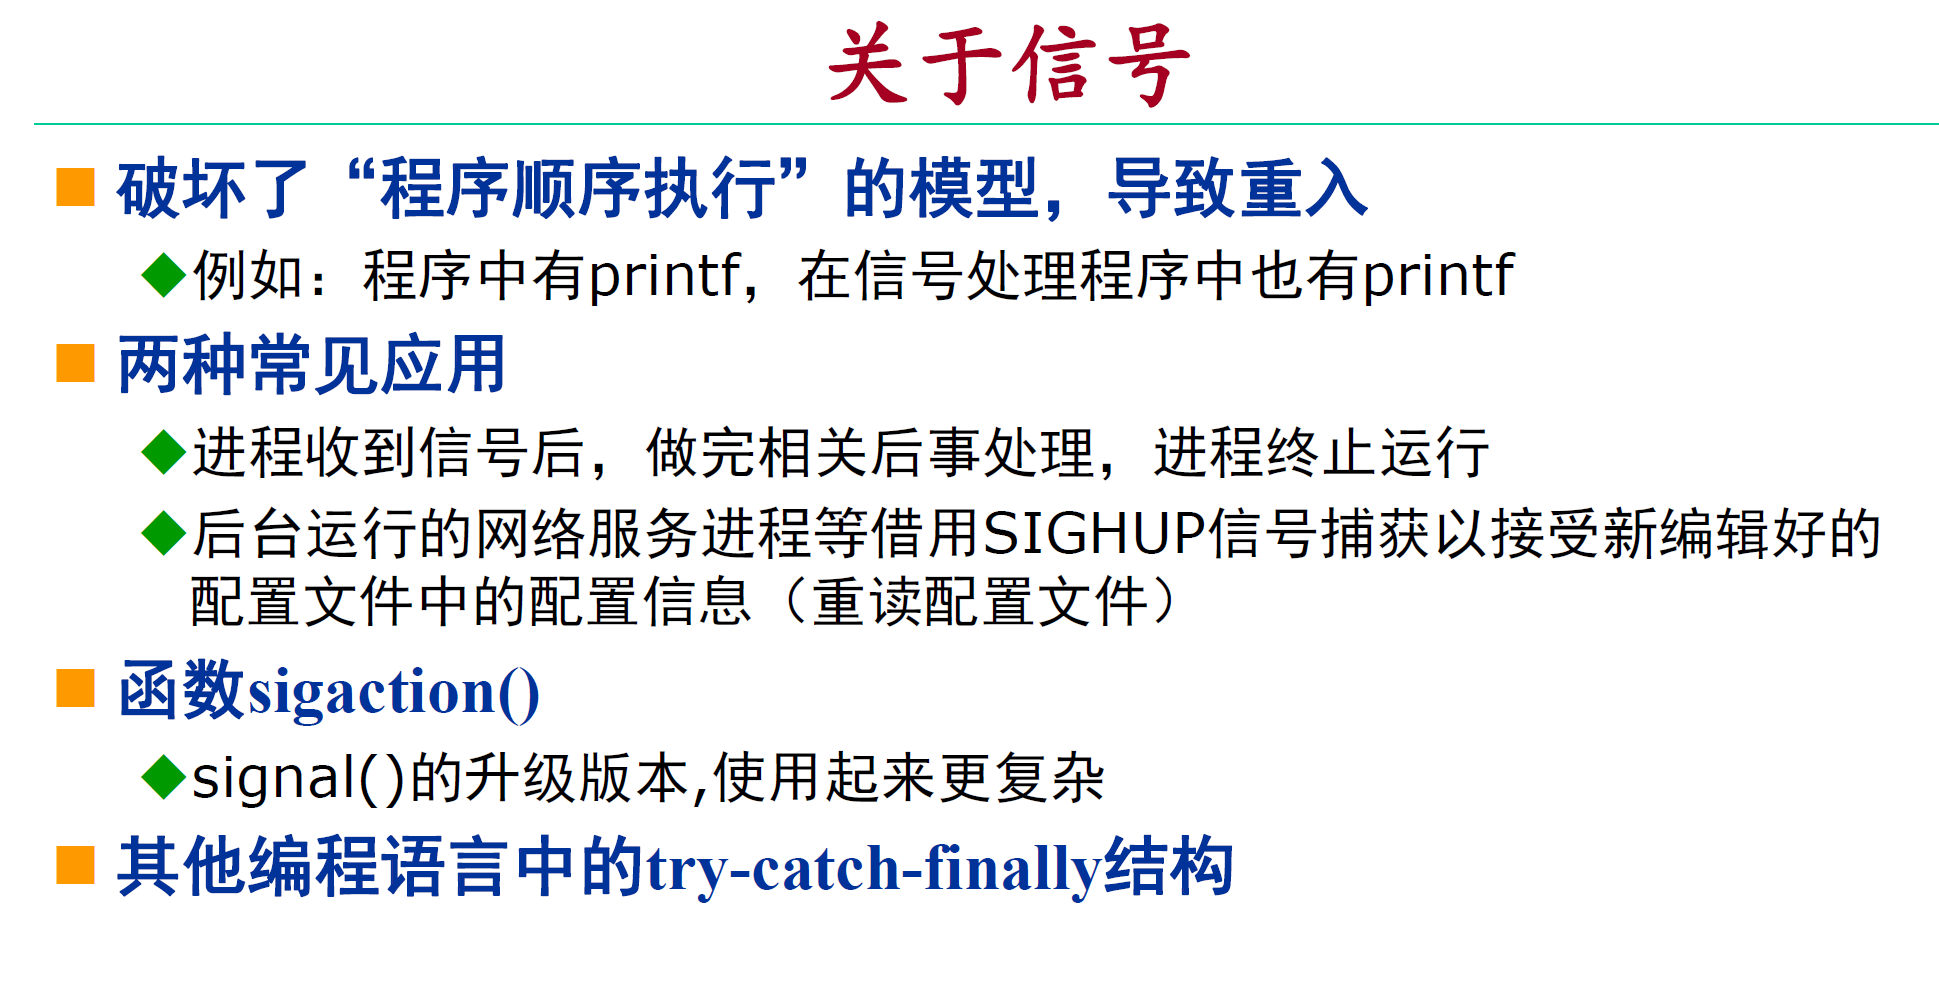 关于信号
破坏了“程序顺序执行”的模型，导致重入
例如：程序中有printf，在信号处理程序中也有printf
两种常见应用
进程收到信号后，做完相关后事处理，进程终止运行
后台运行的网络服务进程等借用SIGHUP信号捕获以接受新编辑好的
配置文件中的配置信息（重读配置文件）
函数sigaction()
signal()的升级版本,使用起来更复杂
其他编程语言中的try-catch-finally结构